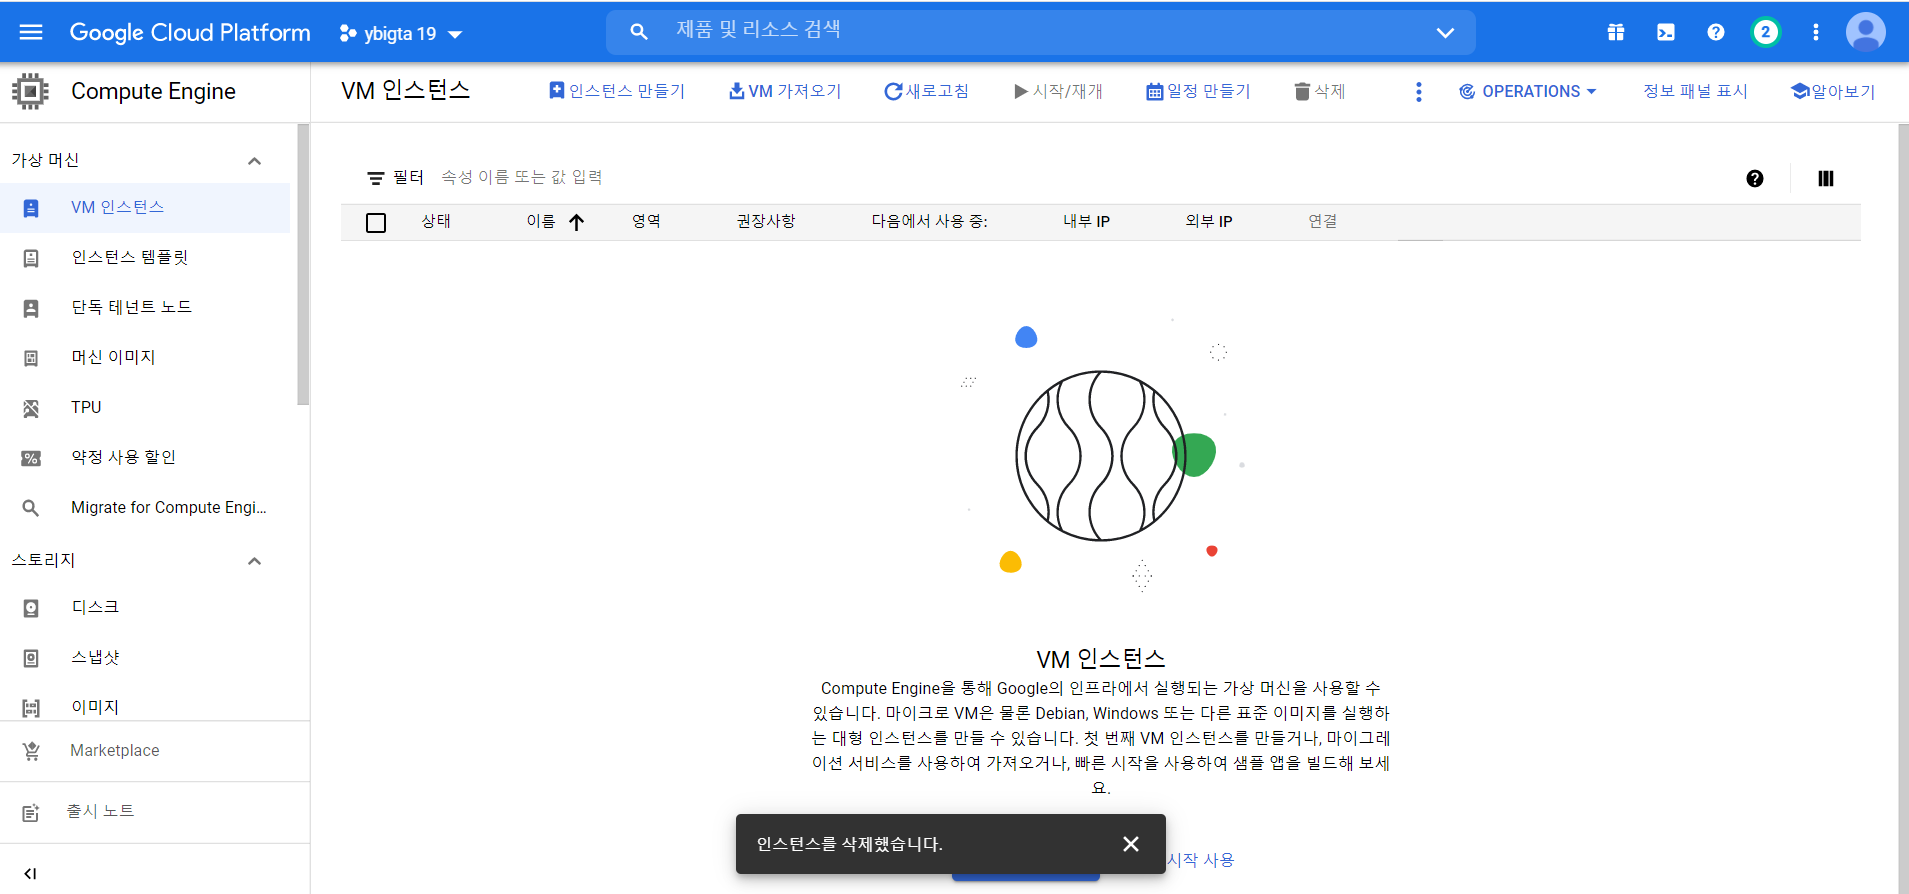 Google Cloud Platform
ybigta 19
제품 및 리소스 검색
2
Compute Engine
VM 인스턴스
인스턴스 만들기
VM 가져오기
새로고침
시작/재개
일정 만들기
삭제
OPERATIONS
정보 패널 표시
알아보기
가상 머신
VM 인스턴스
인스턴스 템플릿
단독 테넌트 노드
머신 이미지
TPU
약정 사용 할인
Migrate for Compute Engi...
스토리지
디스크
스냅샷
이미지
Marketplace
출시 노트
필터 속성 이름 또는 값 입력
상태 이름 영역 권장사항 다음에서 사용 중: 내부 IP 외부 IP 연결
VM 인스턴스
Compute Engine을 통해 Google의 인프라에서 실행되는 가상 머신을 사용할 수
있습니다. 마이크로 VM은 물론 Debian, Windows 또는 다른 표준 이미지를 실행하
는 대형 인스턴스를 만들 수 있습니다. 첫 번째 VM 인스턴스를 만들거나, 마이그레
이션 서비스를 사용하여 가져오거나, 빠른 시작을 사용하여 샘플 앱을 빌드해 보세
요.
인스턴스를 삭제했습니다.
시작 사용